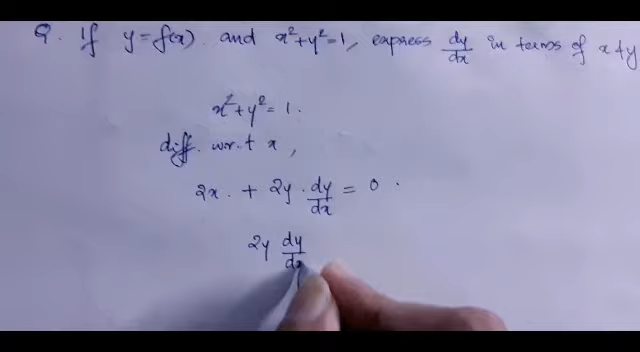 Q. If y = f(x) and x² + y² = 1, express dy/dx in terms of x & y
x² + y² = 1.
diff. w.r.t x,
2x. + 2y . dy/dx = 0 .
2y dy/dx